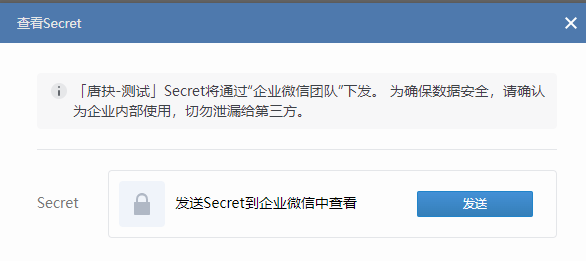 查看Secret
「唐抉-测试」Secret将通过“企业微信团队”下发。 为确保数据安全，请确认
为企业内部使用，切勿泄漏给第三方。
Secret
发送Secret到企业微信中查看
发送